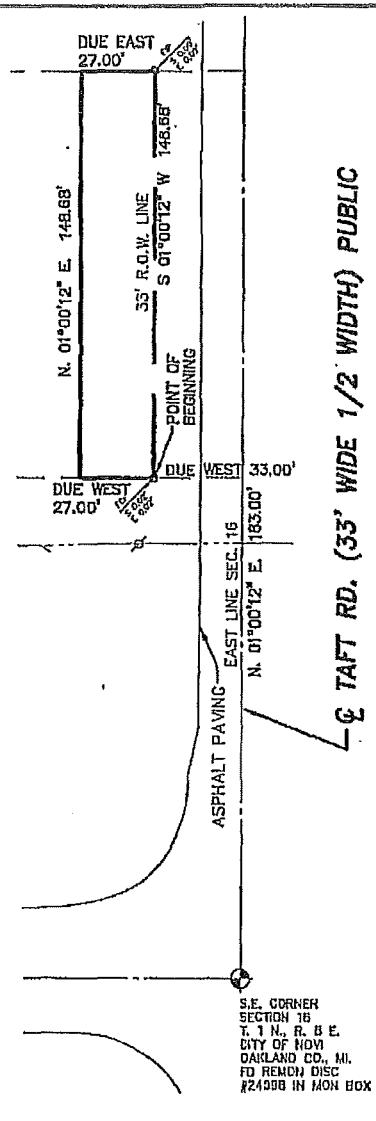 DUE EAST
27.00'
N. 01°00'12" E. 148.68'
33' R.O.W. LINE
S 01°00'12" W 148.68'
POINT OF
BEGINNING
DUE WEST 33.00'
DUE WEST
27.00'
EAST LINE SEC. 16
N. 01°00'12" E. 183.00'
ASPHALT PAVING
℄ TAFT RD. (33' WIDE 1/2 WIDTH) PUBLIC
S.E. CORNER
SECTION 16
T. 1 N., R. 8 E.
CITY OF NOVI
OAKLAND CO., MI.
FD REMON DISC
IN MON BOX